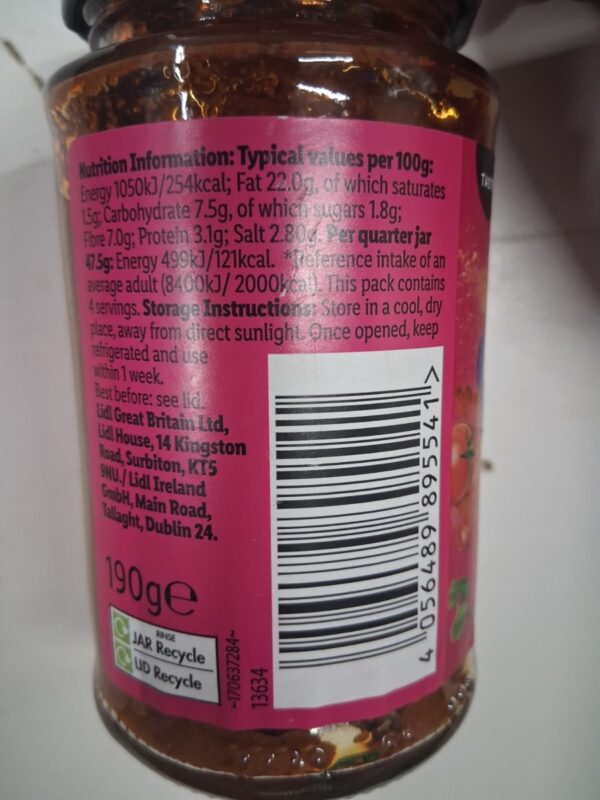 Nutrition Information: Typical values per 100g:
Energy 1050kJ/254kcal; Fat 22.0g, of which saturates
1.5g; Carbohydrate 7.5g, of which sugars 1.8g;
Fibre 7.0g; Protein 3.1g; Salt 2.80g. Per quarter jar
47.5g: Energy 499kJ/121kcal. *Reference intake of an
average adult (8400kJ/ 2000kcal). This pack contains
4 servings. Storage Instructions: Store in a cool, dry
place, away from direct sunlight. Once opened, keep
refrigerated and use
within 1 week.
Best before: see lid.
Lidl Great Britain Ltd,
Lidl House, 14 Kingston
Road, Surbiton, KT5
9NU./ Lidl Ireland
GmbH, Main Road,
Tallaght, Dublin 24.
190g℮
RINSE
JAR Recycle
LID Recycle
~170637284~
13634
4 056489 895541 >